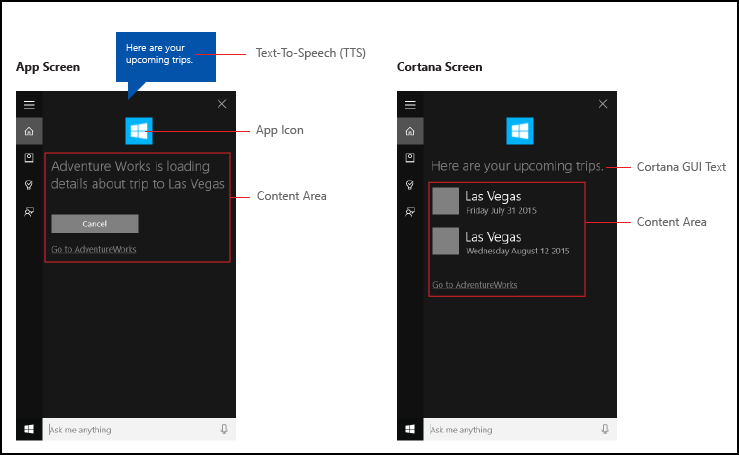 Here are your
upcoming trips.
Text-To-Speech (TTS)
App Screen
App Icon
Adventure Works is loading
details about trip to Las Vegas
Content Area
Cancel
Go to AdventureWorks
Ask me anything
Cortana Screen
Here are your upcoming trips.
Cortana GUI Text
Las Vegas
Friday July 31 2015
Content Area
Las Vegas
Wednesday August 12 2015
Go to AdventureWorks
Ask me anything